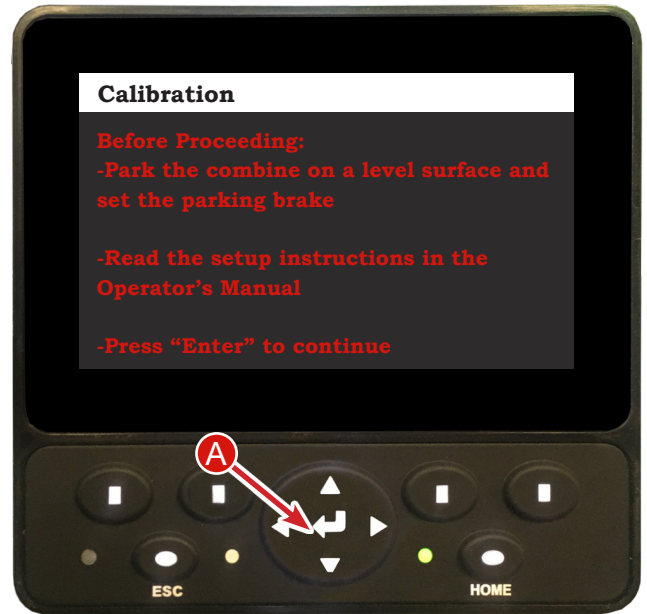 Calibration
Before Proceeding:
-Park the combine on a level surface and
set the parking brake
-Read the setup instructions in the
Operator’s Manual
-Press “Enter” to continue
A
ESC
HOME